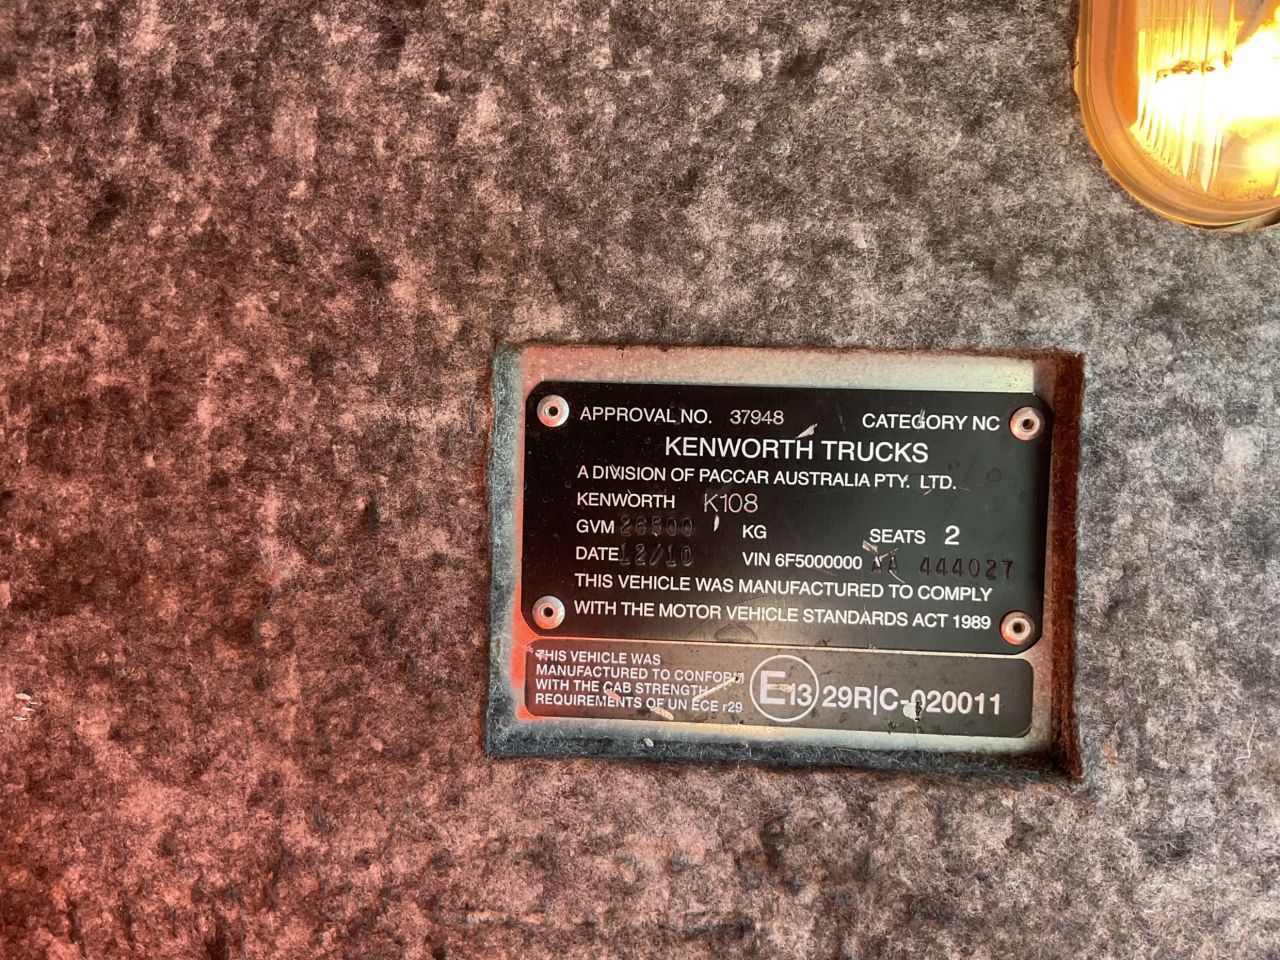 APPROVAL NO. 37948 CATEGORY NC
KENWORTH TRUCKS
A DIVISION OF PACCAR AUSTRALIA PTY. LTD.
KENWORTH K108
GVM 26500 KG SEATS 2
DATE 12/10 VIN 6F5000000 AA 444027
THIS VEHICLE WAS MANUFACTURED TO COMPLY
WITH THE MOTOR VEHICLE STANDARDS ACT 1989
THIS VEHICLE WAS
MANUFACTURED TO CONFORM
WITH THE CAB STRENGTH
REQUIREMENTS OF UN ECE r29
E13 29R|C-020011